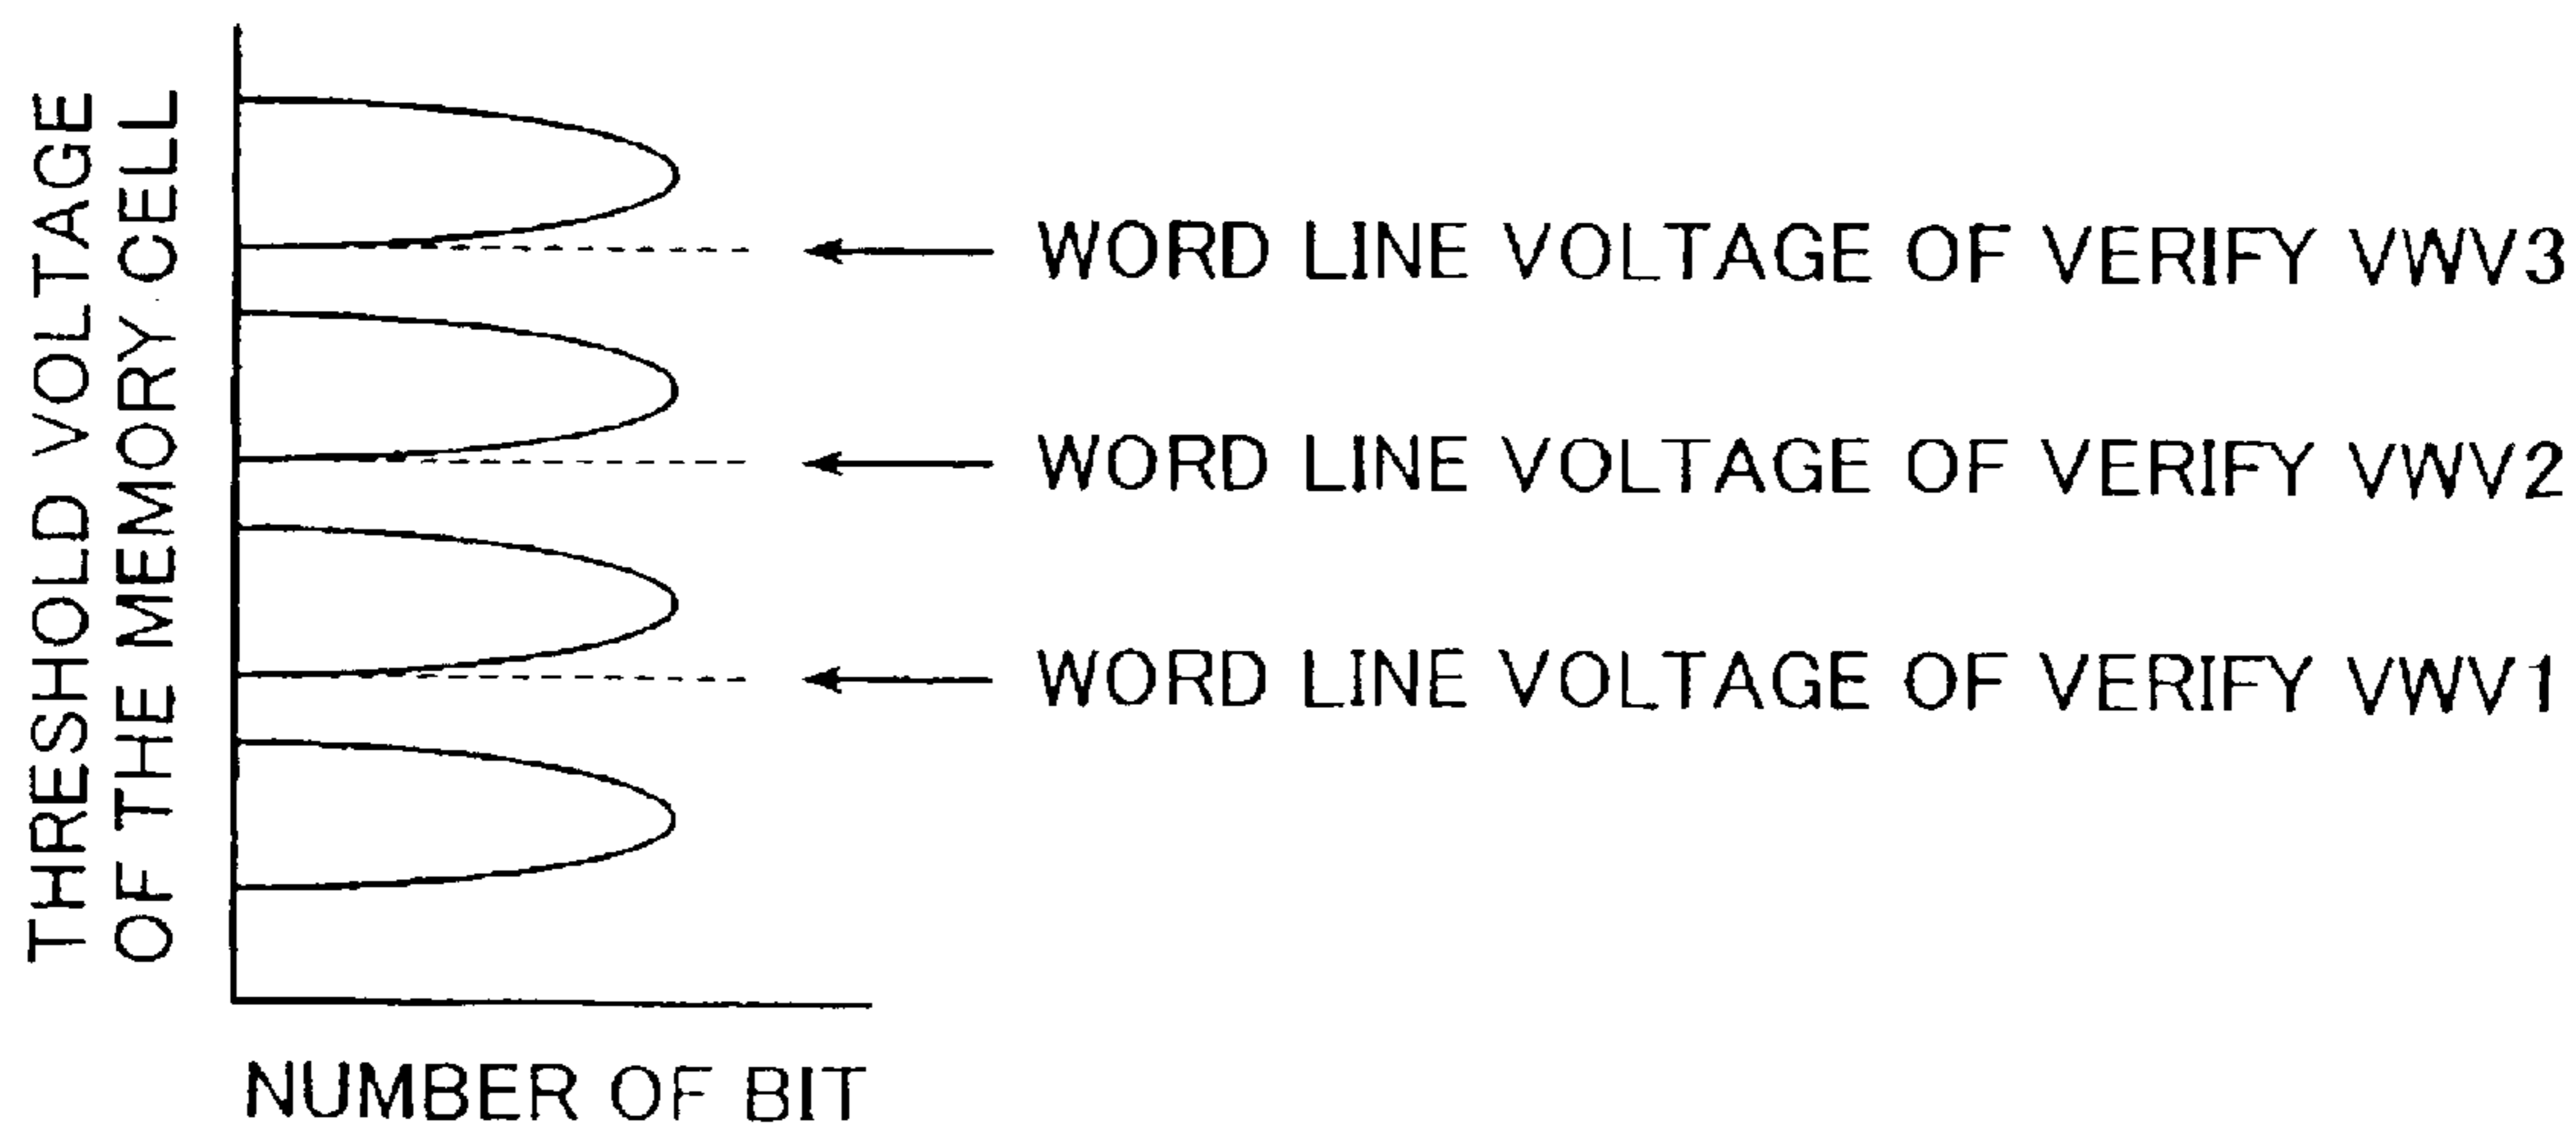 THRESHOLD VOLTAGE
OF THE MEMORY CELL
WORD LINE VOLTAGE OF VERIFY VWV3
WORD LINE VOLTAGE OF VERIFY VWV2
WORD LINE VOLTAGE OF VERIFY VWV1
NUMBER OF BIT